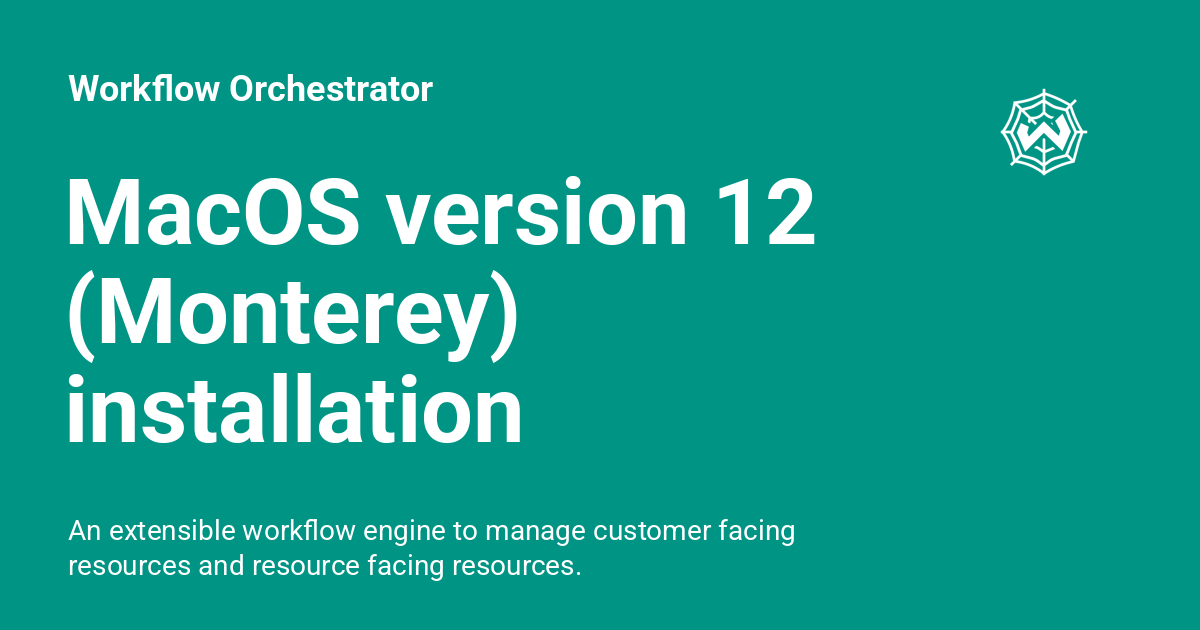 Workflow Orchestrator
MacOS version 12
(Monterey)
installation
An extensible workflow engine to manage customer facing
resources and resource facing resources.